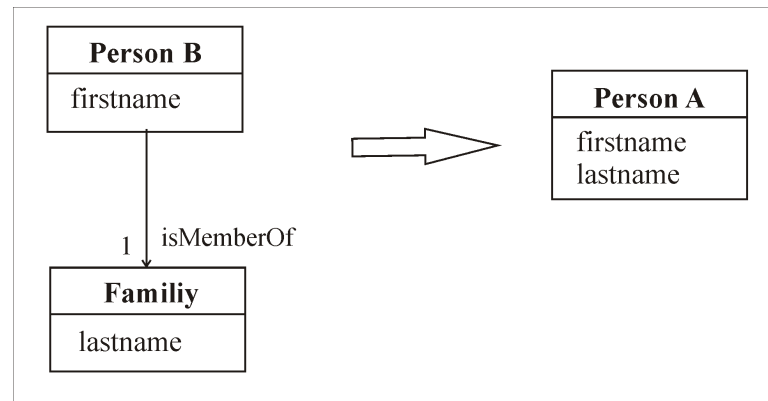 Person B
firstname
1
isMemberOf
Familiy
lastname
Person A
firstname
lastname